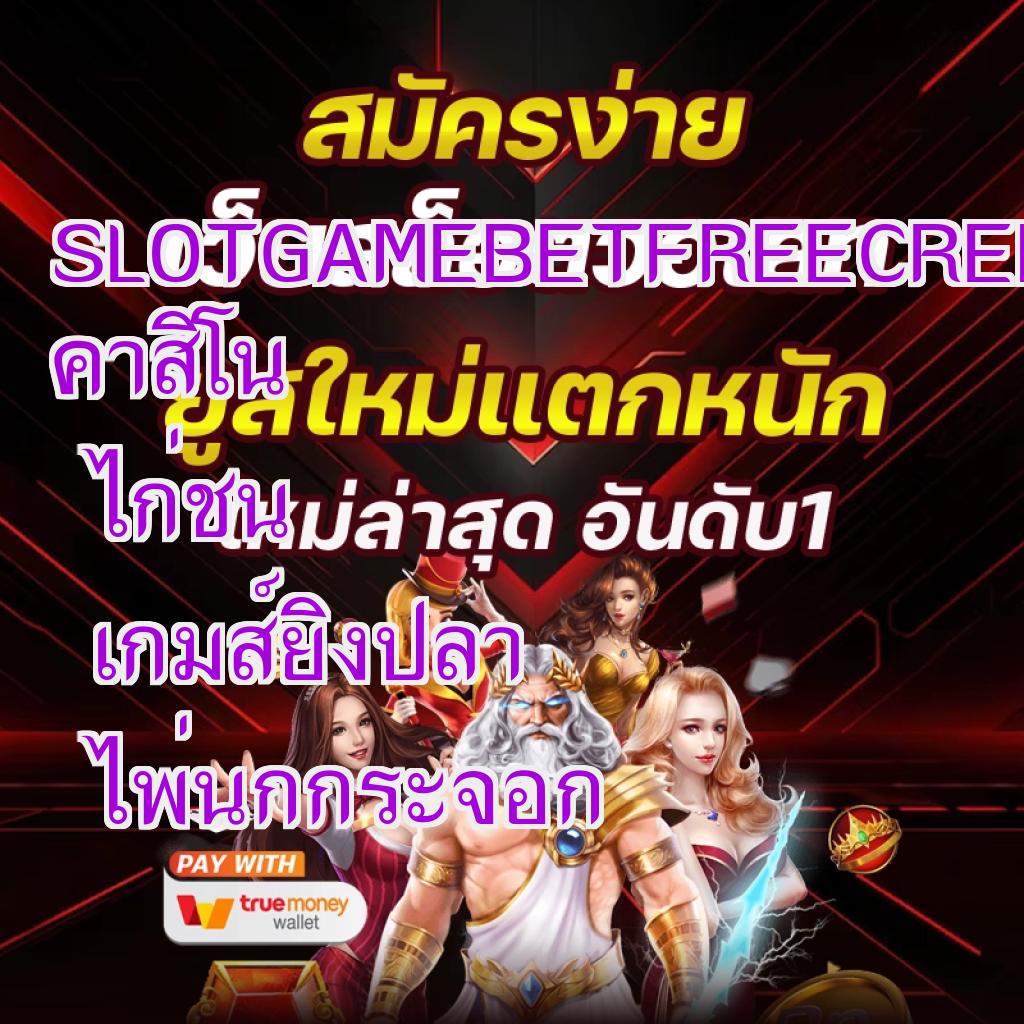 สมัครง่าย
SLOTGAMEBETFREECRE
คาสิโน
ยูสใหม่แตกหนัก
ไก่ชน
ใหม่ล่าสุด อันดับ1
เกมส์ยิงปลา
ไพ่นกกระจอก
PAY WITH
truemoney
wallet